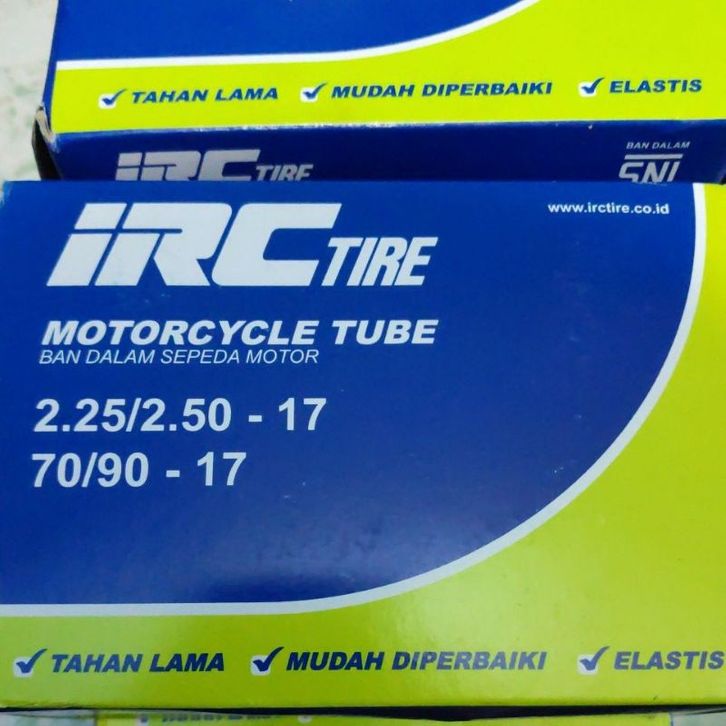 TAHAN LAMA MUDAH DIPERBAIKI ELASTIS
iRC TIRE
BAN DALAM
SNI
iRC TIRE
www.irctire.co.id
MOTORCYCLE TUBE
BAN DALAM SEPEDA MOTOR
2.25/2.50 - 17
70/90 - 17
TAHAN LAMA MUDAH DIPERBAIKI ELASTIS